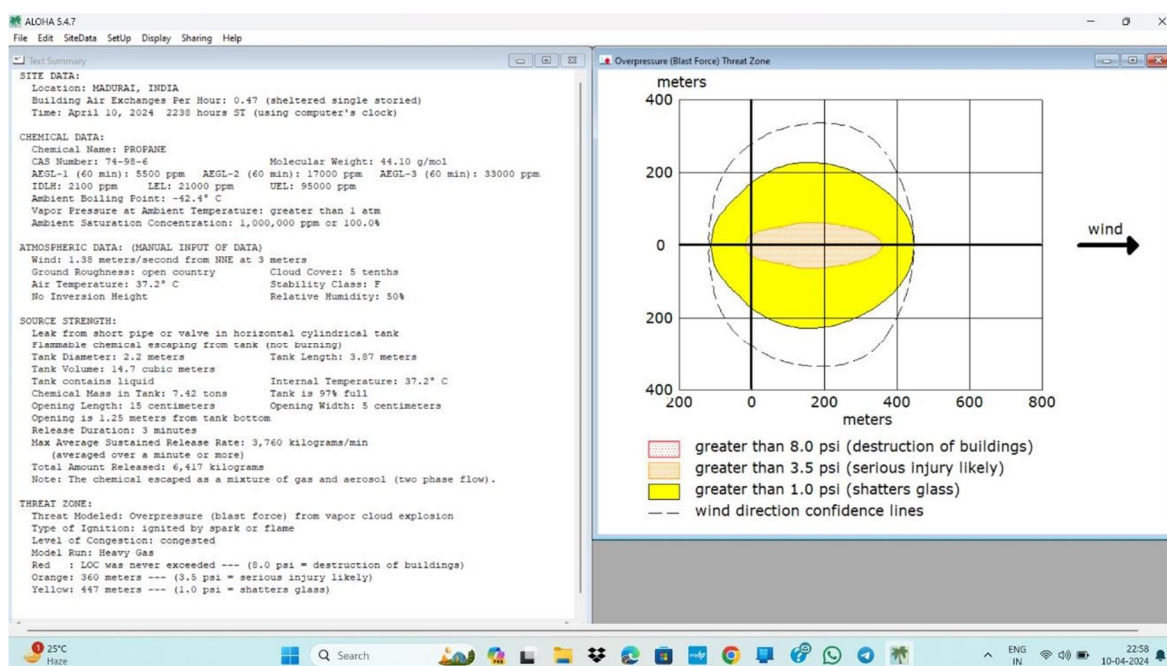 ALOHA 5.4.7
File Edit SiteData SetUp Display Sharing Help
Text Summary
SITE DATA:
Location: MADURAI, INDIA
Building Air Exchanges Per Hour: 0.47 (sheltered single storied)
Time: April 10, 2024 2238 hours ST (using computer's clock)
CHEMICAL DATA:
Chemical Name: PROPANE
CAS Number: 74-98-6 Molecular Weight: 44.10 g/mol
AEGL-1 (60 min): 5500 ppm AEGL-2 (60 min): 17000 ppm AEGL-3 (60 min): 33000 ppm
IDLH: 2100 ppm LEL: 21000 ppm UEL: 95000 ppm
Ambient Boiling Point: -42.4° C
Vapor Pressure at Ambient Temperature: greater than 1 atm
Ambient Saturation Concentration: 1,000,000 ppm or 100.0%
ATMOSPHERIC DATA: (MANUAL INPUT OF DATA)
Wind: 1.38 meters/second from NNE at 3 meters
Ground Roughness: open country Cloud Cover: 5 tenths
Air Temperature: 37.2° C Stability Class: F
No Inversion Height Relative Humidity: 50%
SOURCE STRENGTH:
Leak from short pipe or valve in horizontal cylindrical tank
Flammable chemical escaping from tank (not burning)
Tank Diameter: 2.2 meters Tank Length: 3.87 meters
Tank Volume: 14.7 cubic meters
Tank contains liquid Internal Temperature: 37.2° C
Chemical Mass in Tank: 7.42 tons Tank is 97% full
Opening Length: 15 centimeters Opening Width: 5 centimeters
Opening is 1.25 meters from tank bottom
Release Duration: 3 minutes
Max Average Sustained Release Rate: 3,760 kilograms/min
(averaged over a minute or more)
Total Amount Released: 6,417 kilograms
Note: The chemical escaped as a mixture of gas and aerosol (two phase flow).
THREAT ZONE:
Threat Modeled: Overpressure (blast force) from vapor cloud explosion
Type of Ignition: ignited by spark or flame
Level of Congestion: congested
Model Run: Heavy Gas
Red : LOC was never exceeded --- (8.0 psi = destruction of buildings)
Orange: 360 meters --- (3.5 psi = serious injury likely)
Yellow: 447 meters --- (1.0 psi = shatters glass)
Overpressure (Blast Force) Threat Zone
meters
400
200
0
200
400
200 0 200 400 600 800
meters
wind
greater than 8.0 psi (destruction of buildings)
greater than 3.5 psi (serious injury likely)
greater than 1.0 psi (shatters glass)
wind direction confidence lines
1
25°C
Haze
Search
PRE
ENG
IN
22:58
10-04-2024